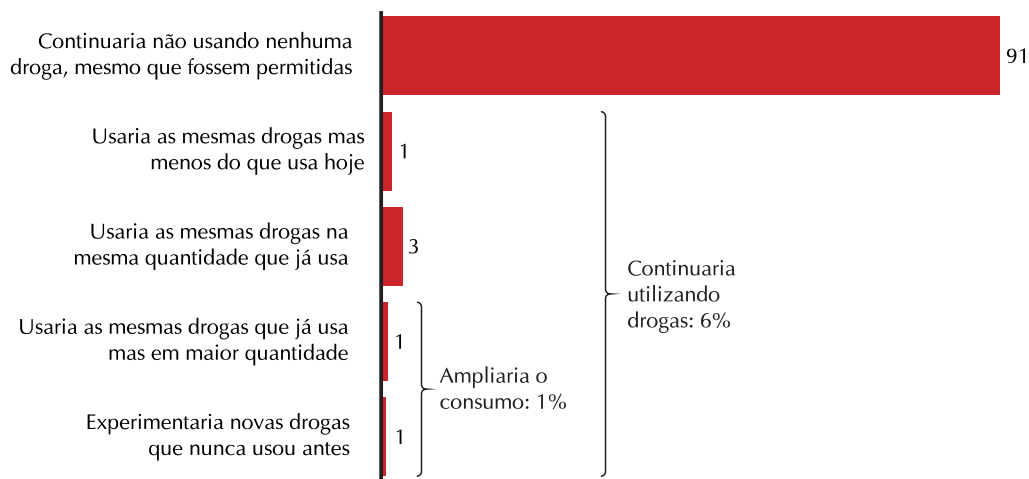 Continuaria não usando nenhuma
droga, mesmo que fossem permitidas
91
Usaria as mesmas drogas mas
menos do que usa hoje
1
Usaria as mesmas drogas na
mesma quantidade que já usa
3
Continuaria
utilizando
drogas: 6%
Usaria as mesmas drogas que já usa
mas em maior quantidade
1
Ampliaria o
consumo: 1%
Experimentaria novas drogas
que nunca usou antes
1